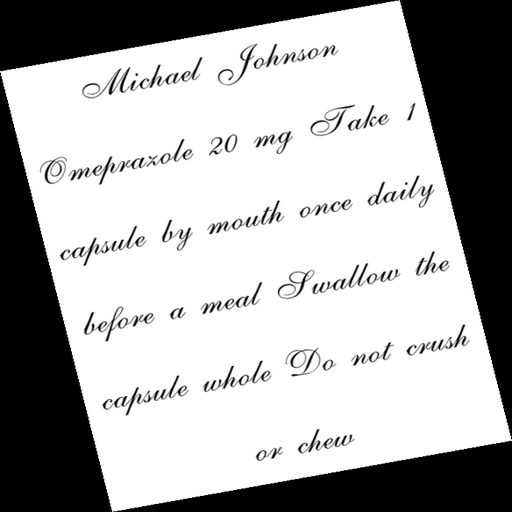 Michael Johnson
Omeprazole 20 mg Take 1
capsule by mouth once daily
before a meal Swallow the
capsule whole Do not crush
or chew